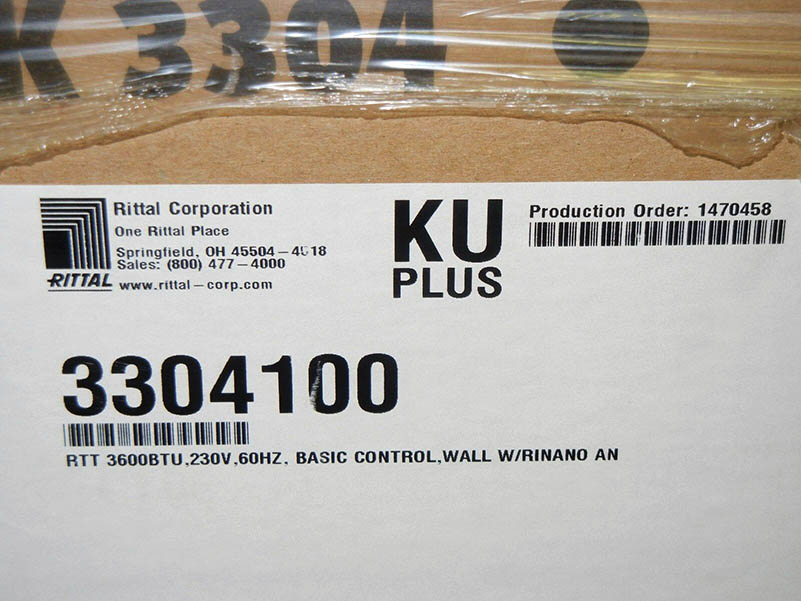 K 3304
RITTAL
Rittal Corporation
One Rittal Place
Springfield, OH 45504-4518
Sales: (800) 477-4000
www.rittal-corp.com
KU
PLUS
Production Order: 1470458
3304100
RTT 3600BTU,230V,60HZ, BASIC CONTROL,WALL W/RINANO AN